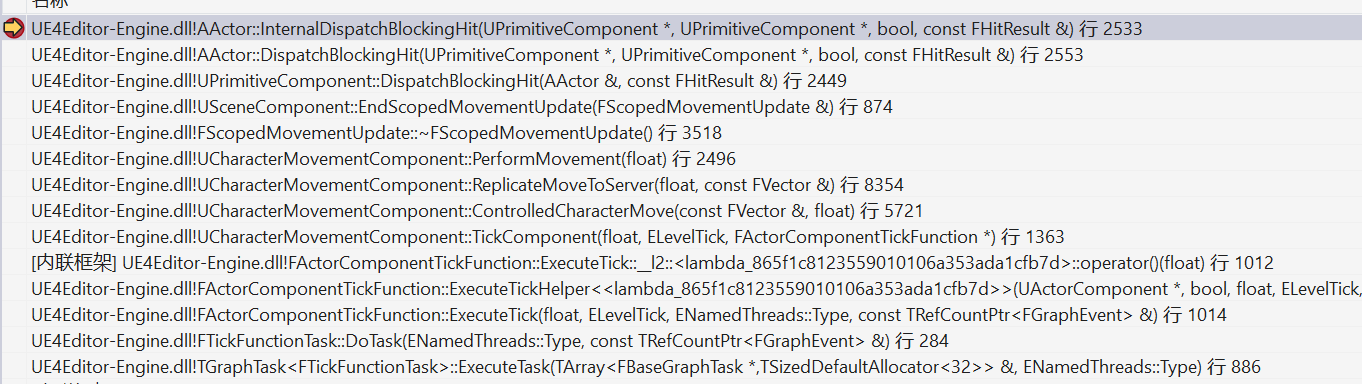 名称
UE4Editor-Engine.dll!AActor::InternalDispatchBlockingHit(UPrimitiveComponent *, UPrimitiveComponent *, bool, const FHitResult &) 行 2533
UE4Editor-Engine.dll!AActor::DispatchBlockingHit(UPrimitiveComponent *, UPrimitiveComponent *, bool, const FHitResult &) 行 2553
UE4Editor-Engine.dll!UPrimitiveComponent::DispatchBlockingHit(AActor &, const FHitResult &) 行 2449
UE4Editor-Engine.dll!USceneComponent::EndScopedMovementUpdate(FScopedMovementUpdate &) 行 874
UE4Editor-Engine.dll!FScopedMovementUpdate::~FScopedMovementUpdate() 行 3518
UE4Editor-Engine.dll!UCharacterMovementComponent::PerformMovement(float) 行 2496
UE4Editor-Engine.dll!UCharacterMovementComponent::ReplicateMoveToServer(float, const FVector &) 行 8354
UE4Editor-Engine.dll!UCharacterMovementComponent::ControlledCharacterMove(const FVector &, float) 行 5721
UE4Editor-Engine.dll!UCharacterMovementComponent::TickComponent(float, ELevelTick, FActorComponentTickFunction *) 行 1363
[内联框架] UE4Editor-Engine.dll!FActorComponentTickFunction::ExecuteTick::__l2::<lambda_865f1c8123559010106a353ada1cfb7d>::operator()(float) 行 1012
UE4Editor-Engine.dll!FActorComponentTickFunction::ExecuteTickHelper<<lambda_865f1c8123559010106a353ada1cfb7d>>(UActorComponent *, bool, float, ELevelTick,
UE4Editor-Engine.dll!FActorComponentTickFunction::ExecuteTick(float, ELevelTick, ENamedThreads::Type, const TRefCountPtr<FGraphEvent> &) 行 1014
UE4Editor-Engine.dll!FTickFunctionTask::DoTask(ENamedThreads::Type, const TRefCountPtr<FGraphEvent> &) 行 284
UE4Editor-Engine.dll!TGraphTask<FTickFunctionTask>::ExecuteTask(TArray<FBaseGraphTask *,TSizedDefaultAllocator<32>> &, ENamedThreads::Type) 行 886